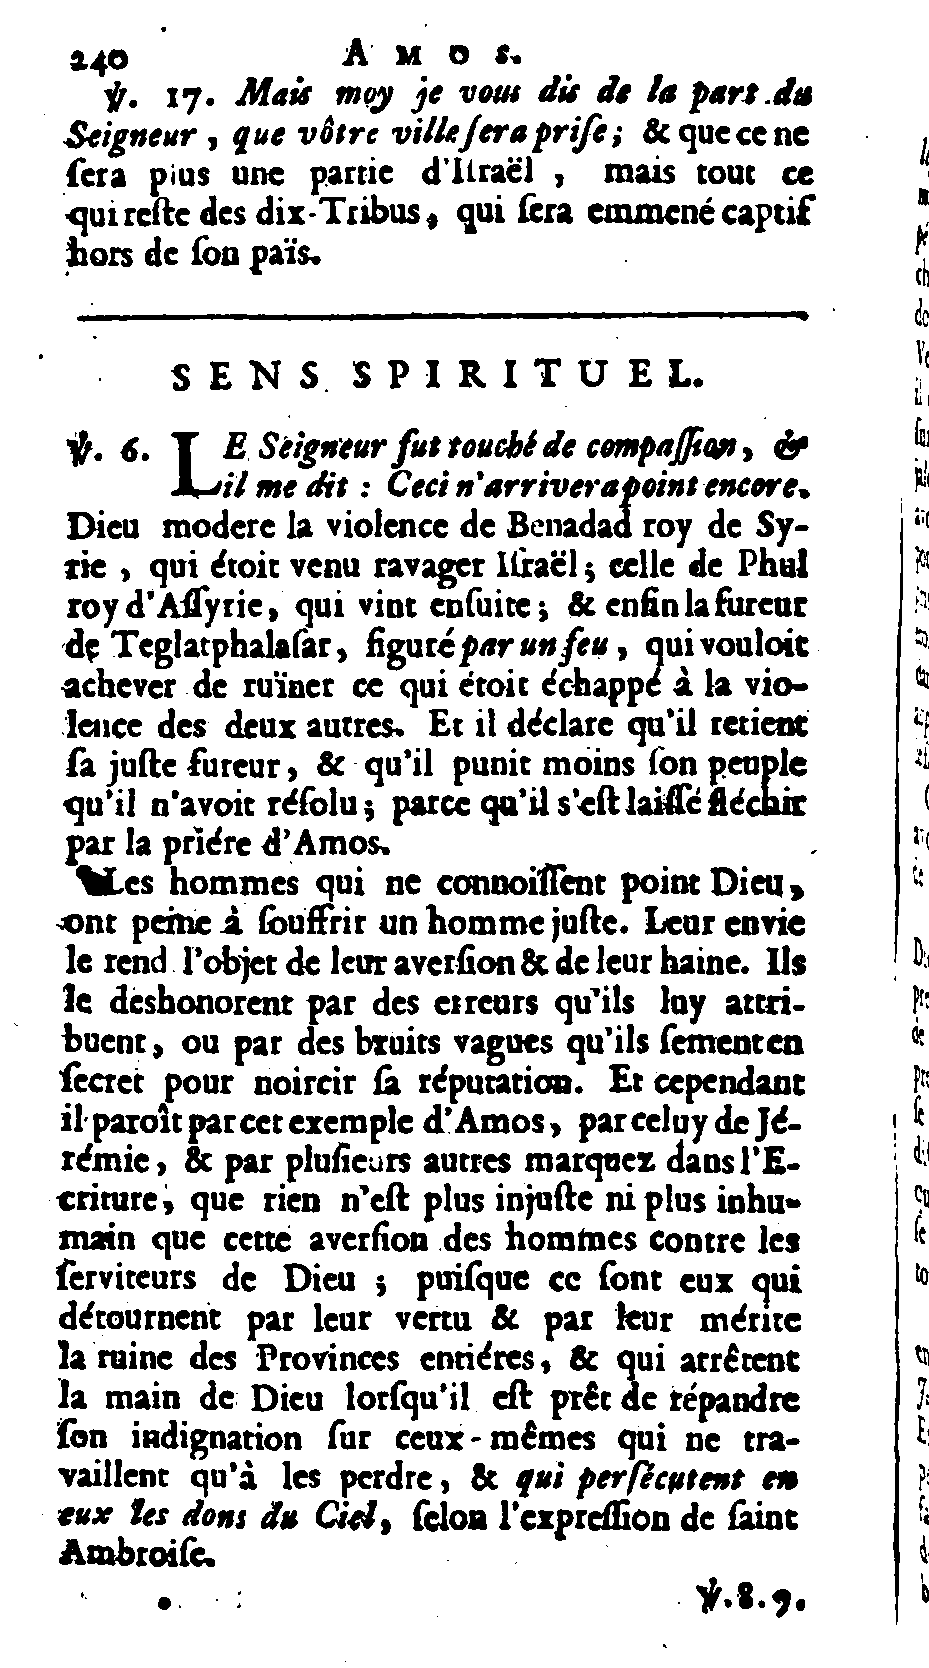 240 AMOS.
℣. 17. Mais moy je vous dis de la part du
Seigneur, que vôtre ville sera prise; & que ce ne
sera plus une partie d'Israël, mais tout ce
qui reste des dix-Tribus, qui sera emmené captif
hors de son païs.
SENS SPIRITUEL.
℣. 6. LE Seigneur fut touché de compassion, &
il me dit : Ceci n'arrivera point encore.
Dieu modere la violence de Benadad roy de Sy-
rie, qui étoit venu ravager Israël; celle de Phul
roy d'Assyrie, qui vint ensuite; & enfin la fureur
de Teglatphalasar, figuré par un feu, qui vouloit
achever de ruïner ce qui étoit échappé à la vio-
lence des deux autres. Et il déclare qu'il retient
sa juste fureur, & qu'il punit moins son peuple
qu'il n'avoit résolu; parce qu'il s'est laissé fléchir
par la priére d'Amos.
Les hommes qui ne connoissent point Dieu,
ont peine à souffrir un homme juste. Leur envie
le rend l'objet de leur aversion & de leur haine. Ils
le deshonorent par des erreurs qu'ils luy attri-
buent, ou par des bruits vagues qu'ils sement en
secret pour noircir sa réputation. Et cependant
il paroît par cet exemple d'Amos, par celuy de Jé-
rémie, & par plusieurs autres marquez dans l'E-
criture, que rien n'est plus injuste ni plus inhu-
main que cette aversion des hommes contre les
serviteurs de Dieu ; puisque ce sont eux qui
détournent par leur vertu & par leur mérite
la ruine des Provinces entiéres, & qui arrêtent
la main de Dieu lorsqu'il est prêt de répandre
son indignation sur ceux-mêmes qui ne tra-
vaillent qu'à les perdre, & qui persécutent en
eux les dons du Ciel, selon l'expression de saint
Ambroise.
℣. 8. 9.